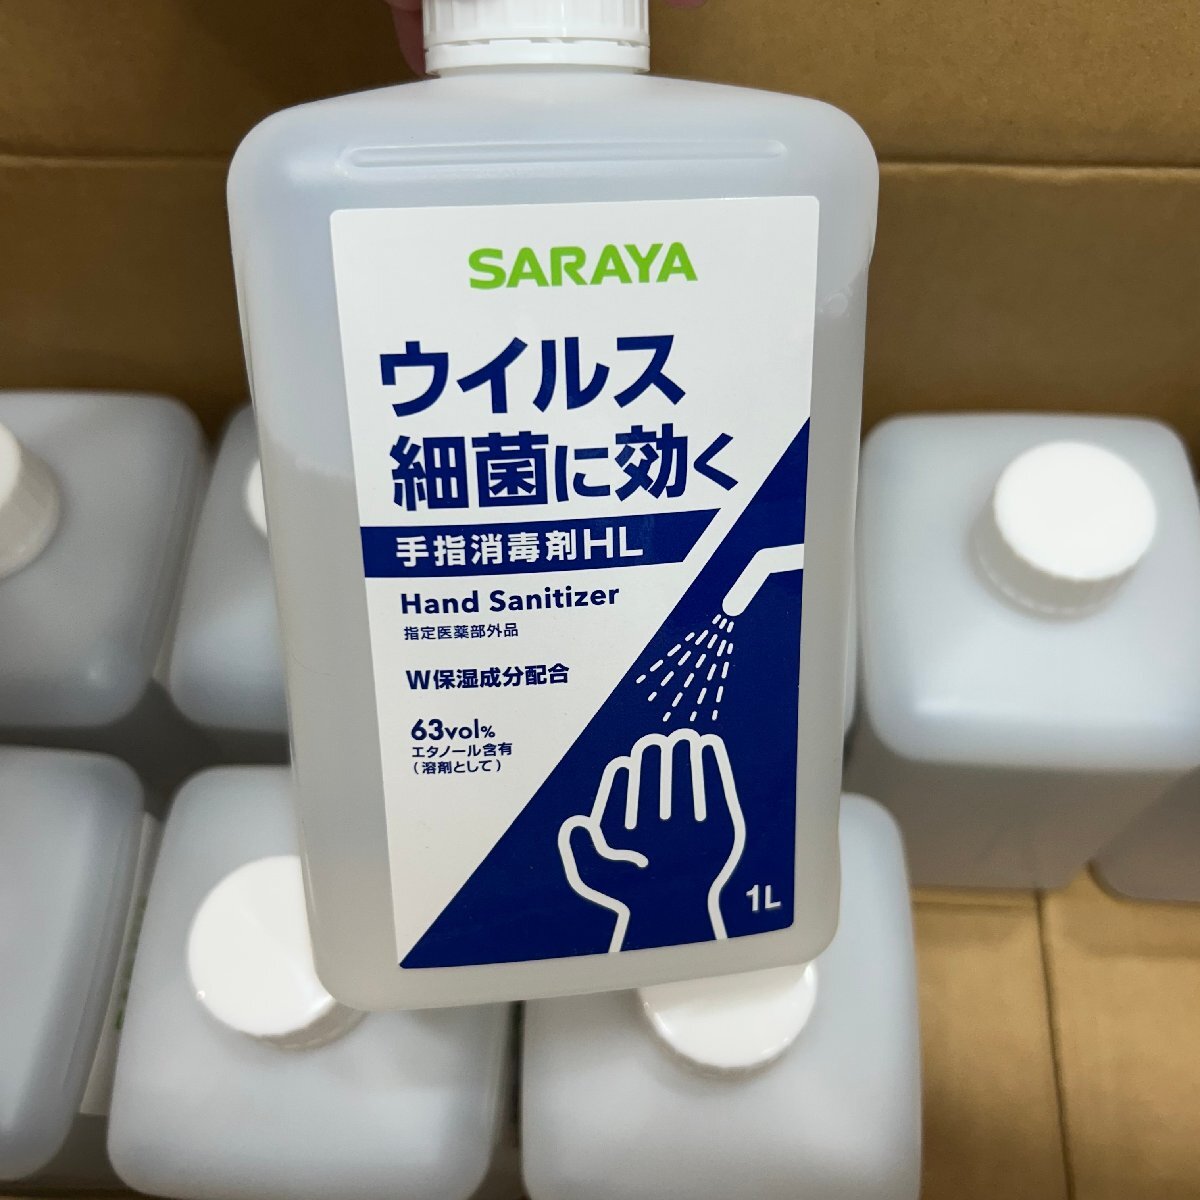 SARAYA
ウイルス
細菌に効く
手指消毒剤HL
Hand Sanitizer
指定医薬部外品
W保湿成分配合
63vol%
エタノール含有
(溶剤として)
1L